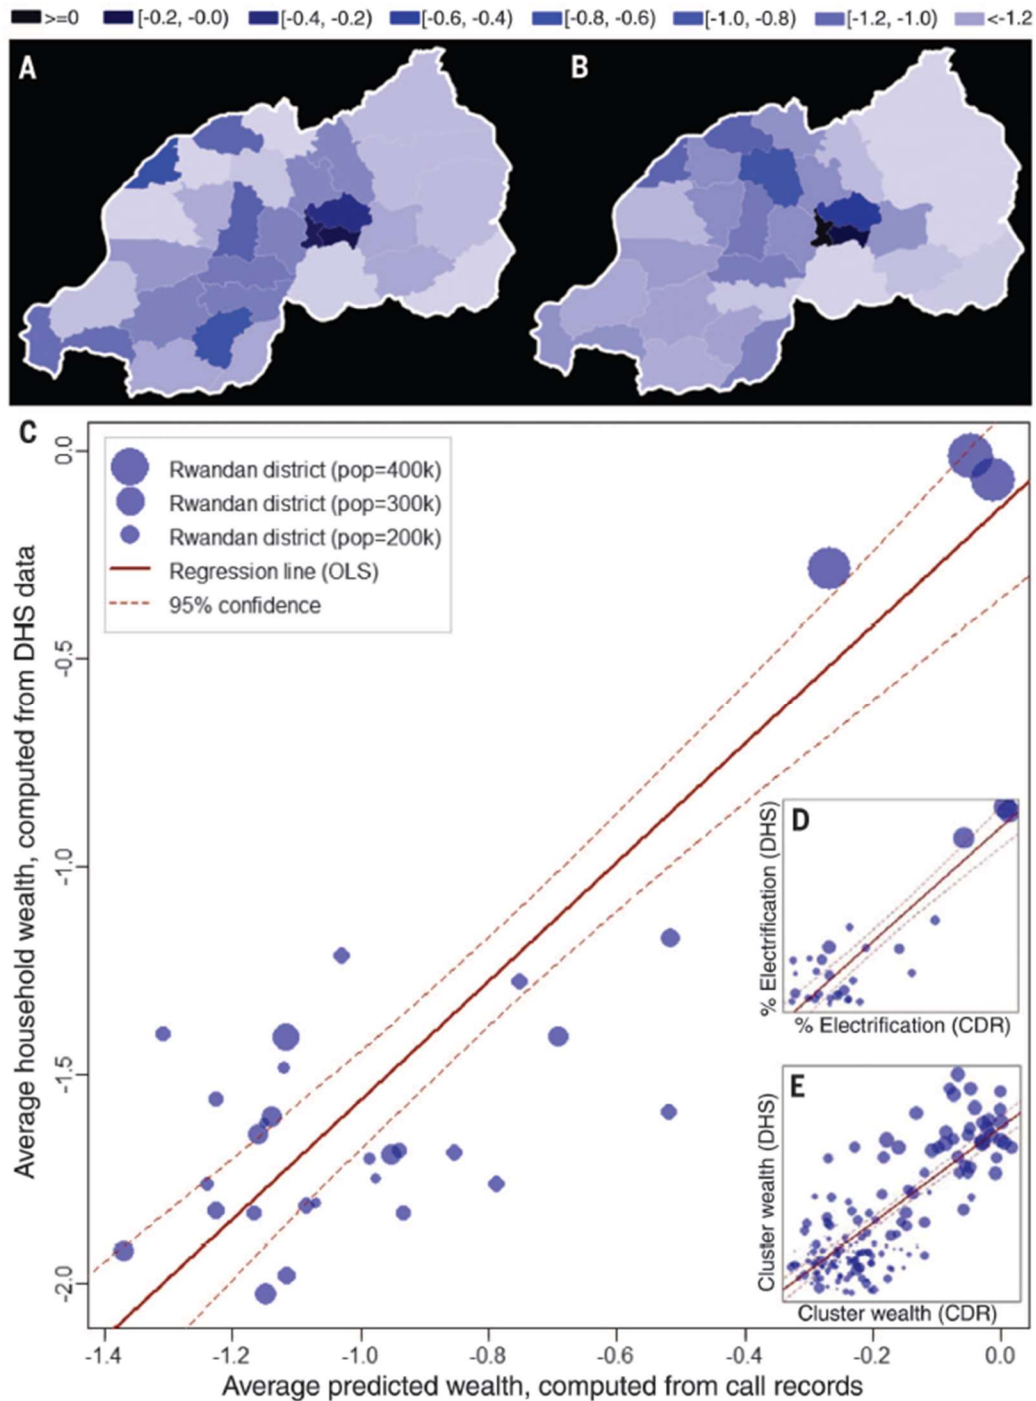 >=0 [-0.2, -0.0) [-0.4, -0.2) [-0.6, -0.4) [-0.8, -0.6) [-1.0, -0.8) [-1.2, -1.0) <-1.2
A
B
C
Rwandan district (pop=400k)
Rwandan district (pop=300k)
Rwandan district (pop=200k)
Regression line (OLS)
95% confidence
Average household wealth, computed from DHS data
0.0
-0.5
-1.0
-1.5
-2.0
D
% Electrification (DHS)
% Electrification (CDR)
E
Cluster wealth (DHS)
Cluster wealth (CDR)
-1.4 -1.2 -1.0 -0.8 -0.6 -0.4 -0.2 0.0
Average predicted wealth, computed from call records